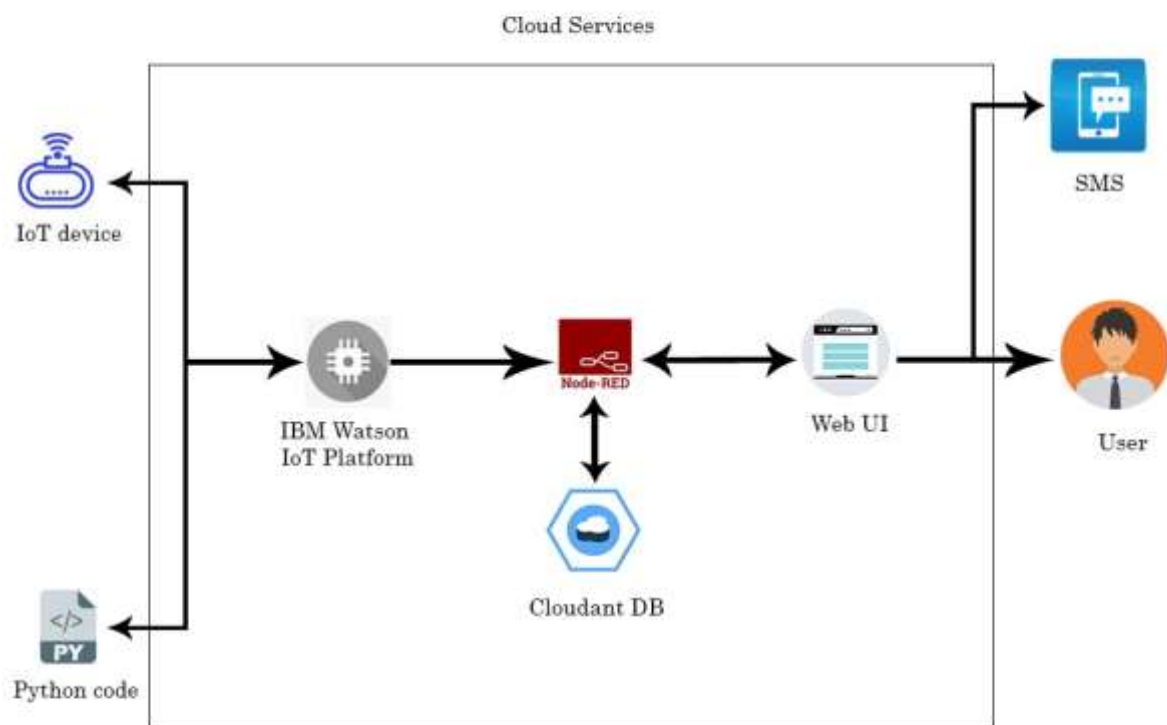 Cloud Services
SMS
IoT device
Node-RED
IBM Watson
IoT Platform
Web UI
User
Cloudant DB
</>
PY
Python code